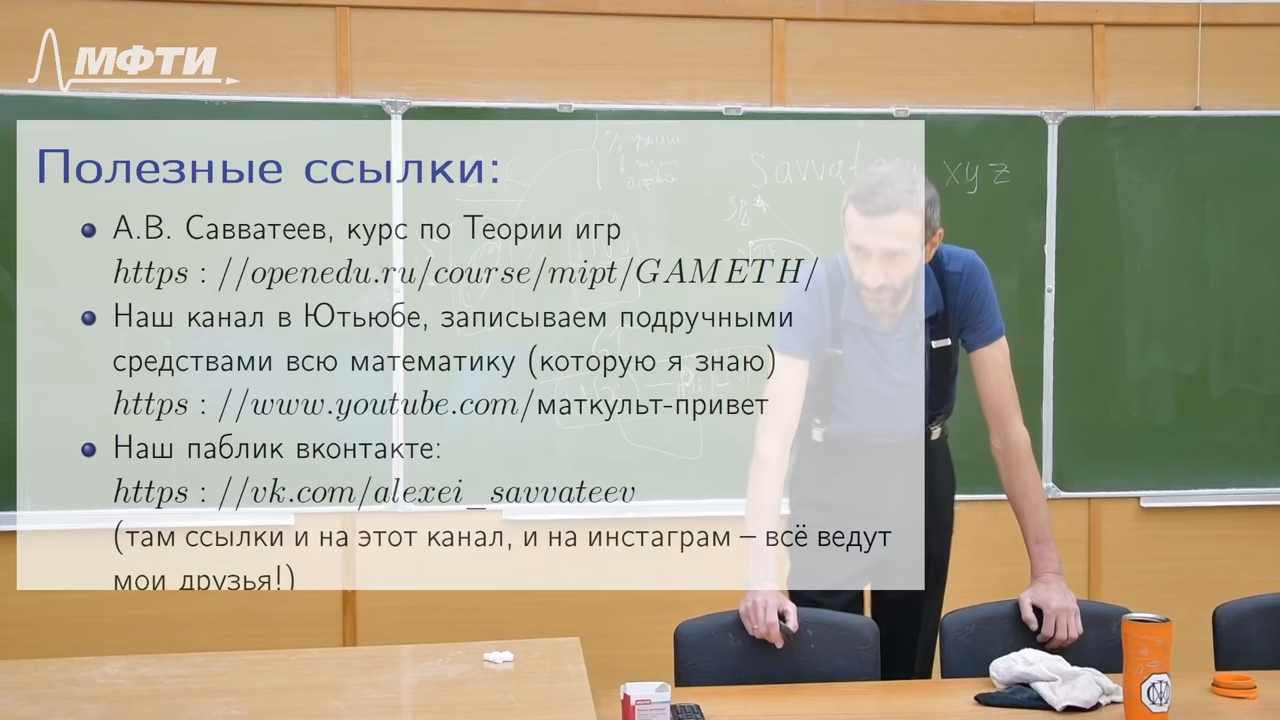 МФТИ
Полезные ссылки:
А.В. Савватеев, курс по Теории игр
https : //openedu.ru/course/mipt/GAMETH/
Наш канал в Ютьюбе, записываем подручными
средствами всю математику (которую я знаю)
https : //www.youtube.com/маткульт-привет
Наш паблик вконтакте:
https : //vk.com/alexei_savvateev
(там ссылки и на этот канал, и на инстаграм – всё ведут
мои друзья!)
xyz